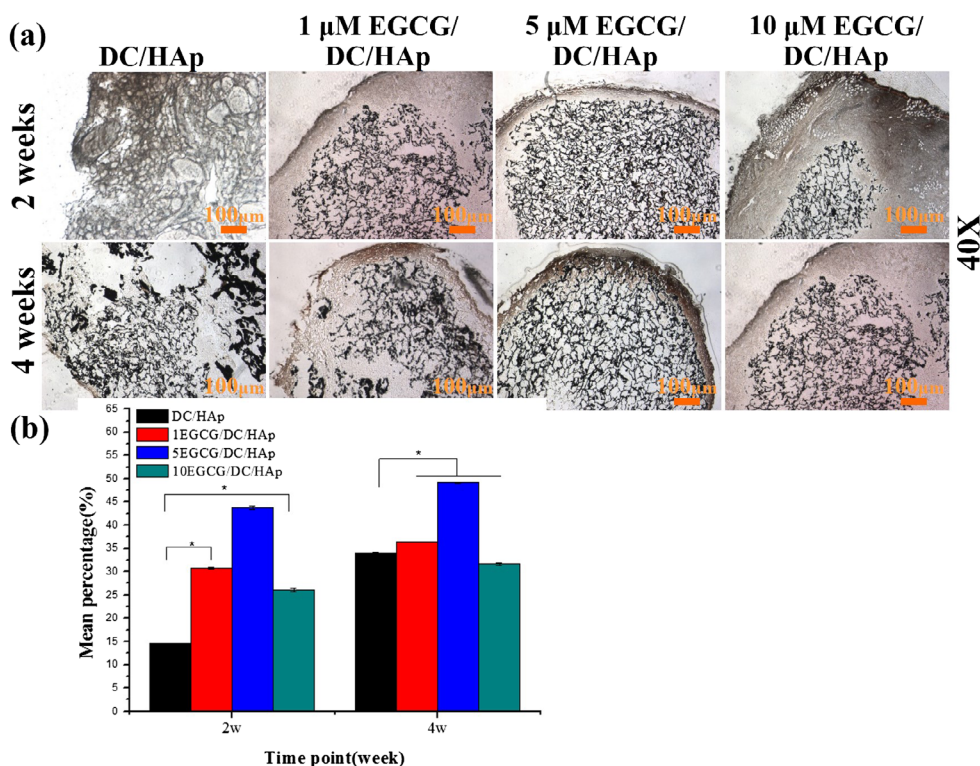 (a)
DC/HAp
1 μM EGCG/
DC/HAp
5 μM EGCG/
DC/HAp
10 μM EGCG/
DC/HAp
2 weeks
100μm
100μm
100μm
100μm
40X
4 weeks
100μm
100μm
100μm
100μm
(b)
DC/HAp
1EGCG/DC/HAp
5EGCG/DC/HAp
10EGCG/DC/HAp
Mean percentage(%)
65
60
55
50
45
40
35
30
25
20
15
10
5
0
*
*
*
2w
4w
Time point(week)